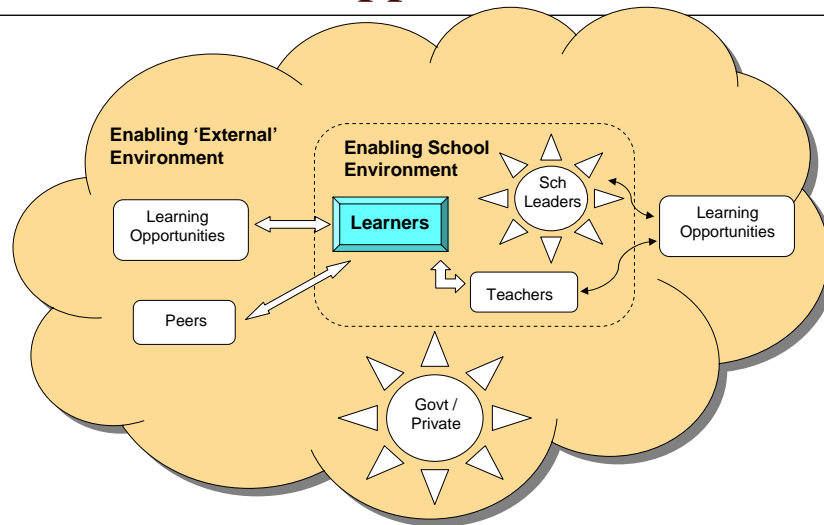 Enabling 'External'
Environment
Enabling School
Environment
Sch
Leaders
Learning
Opportunities
Learners
Learning
Opportunities
Teachers
Peers
Govt /
Private